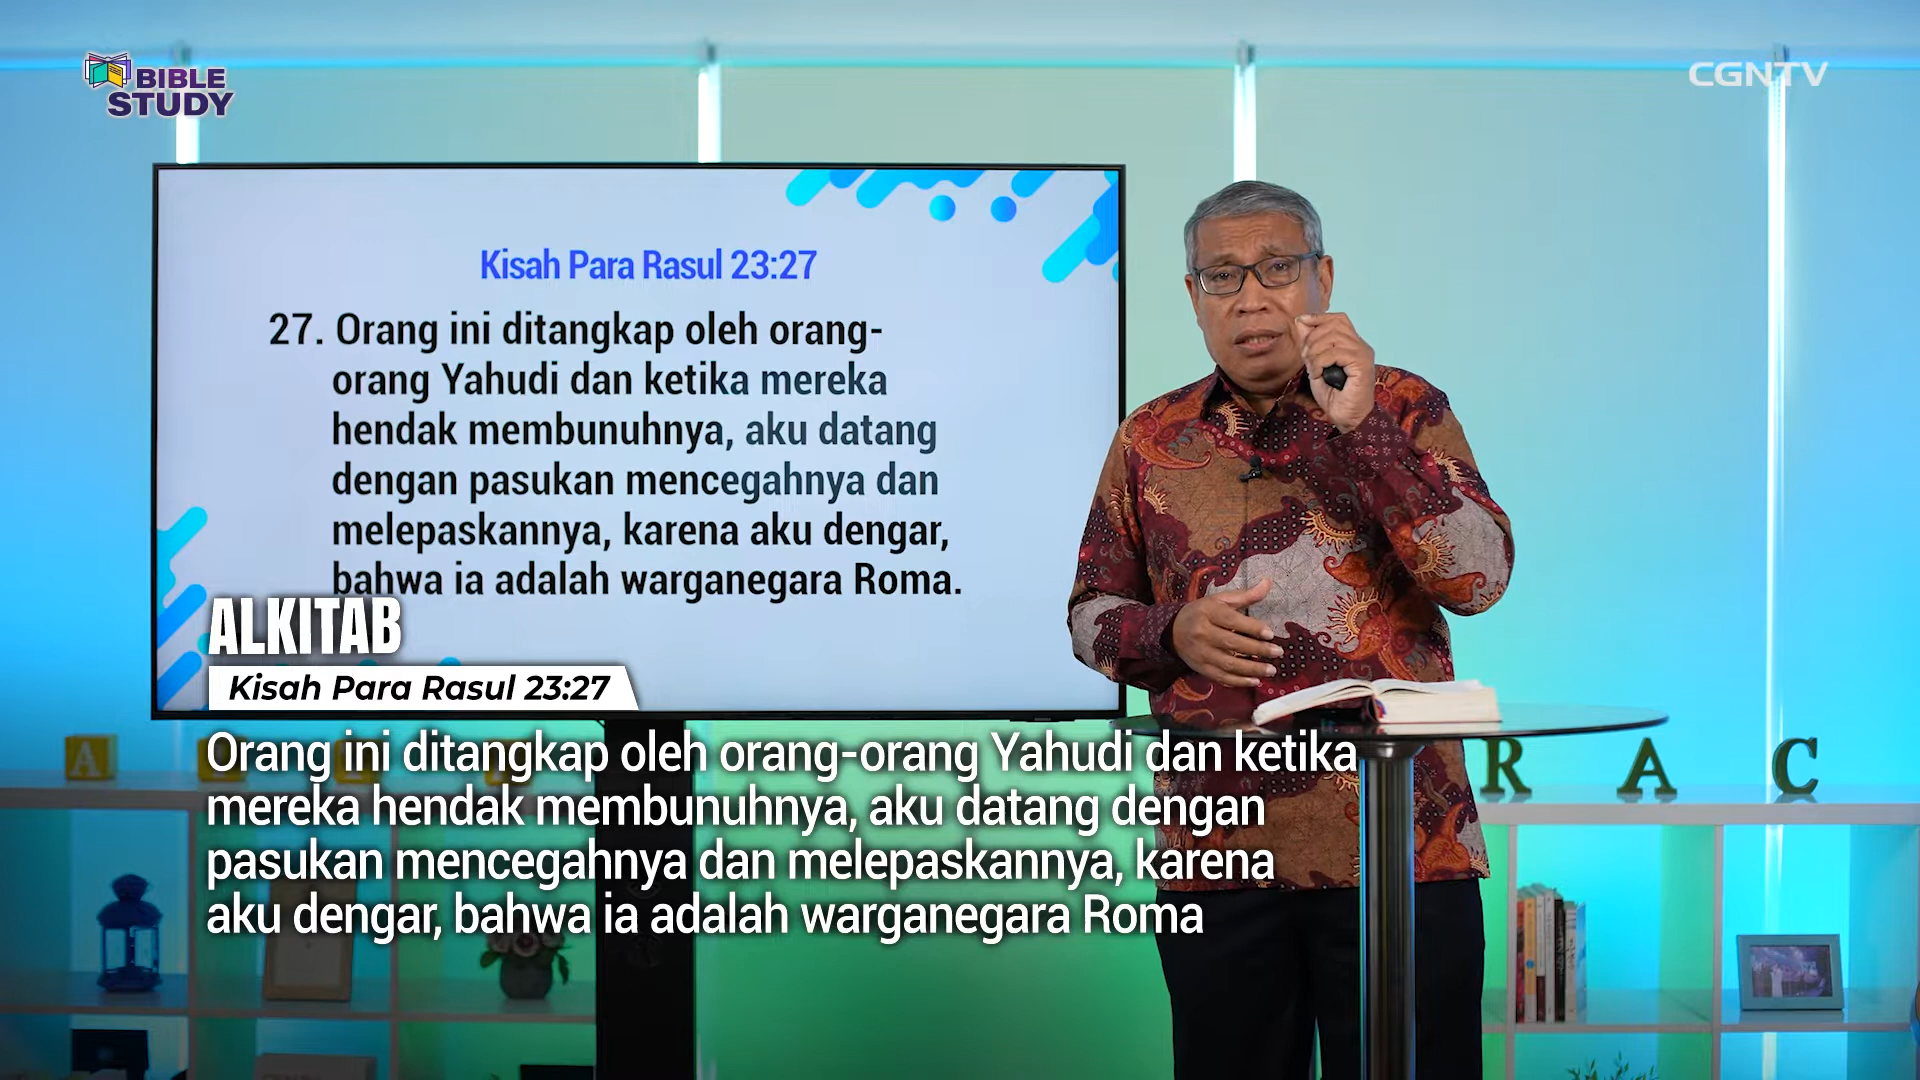 BIBLE
STUDY
CGNTV
Kisah Para Rasul 23:27
27. Orang ini ditangkap oleh orang-
orang Yahudi dan ketika mereka
hendak membunuhnya, aku datang
dengan pasukan mencegahnya dan
melepaskannya, karena aku dengar,
bahwa ia adalah warganegara Roma.
ALKITAB
Kisah Para Rasul 23:27
Orang ini ditangkap oleh orang-orang Yahudi dan ketika
mereka hendak membunuhnya, aku datang dengan
pasukan mencegahnya dan melepaskannya, karena
aku dengar, bahwa ia adalah warganegara Roma
R A C